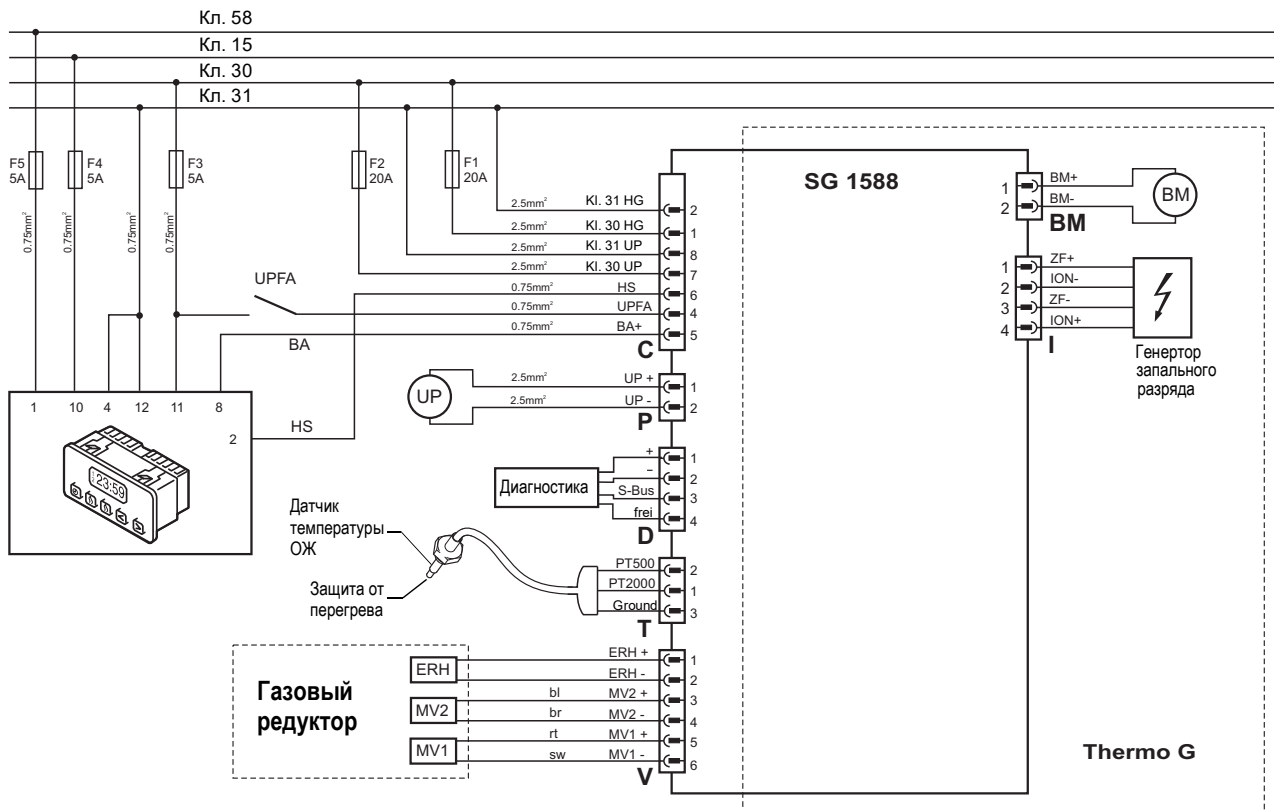 Кл. 58
Кл. 15
Кл. 30
Кл. 31
F5
5A
F4
5A
F3
5A
F2
20A
F1
20A
0.75mm²
0.75mm²
0.75mm²
0.75mm²
SG 1588
2.5mm² Kl. 31 HG 2
2.5mm² Kl. 30 HG 1
2.5mm² Kl. 31 UP 8
2.5mm² Kl. 30 UP 7
0.75mm² HS 6
0.75mm² UPFA 4
0.75mm² BA+ 5
C
UPFA
BA
HS
1 10 4 12 11 8
2
23:59
1 BM+
2 BM-
BM
BM
1 ZF+
2 ION-
3 ZF-
4 ION+
I
Генертор
запального
разряда
UP
2.5mm² UP + 1
2.5mm² UP - 2
P
Диагностика
+ 1
− 2
S-Bus 3
frei 4
D
Датчик
температуры
ОЖ
Защита от
перегрева
PT500 2
PT2000 1
Ground 3
T
Газовый
редуктор
ERH
MV2
MV1
ERH + 1
ERH - 2
bl MV2 + 3
br MV2 - 4
rt MV1 + 5
sw MV1 - 6
V
Thermo G